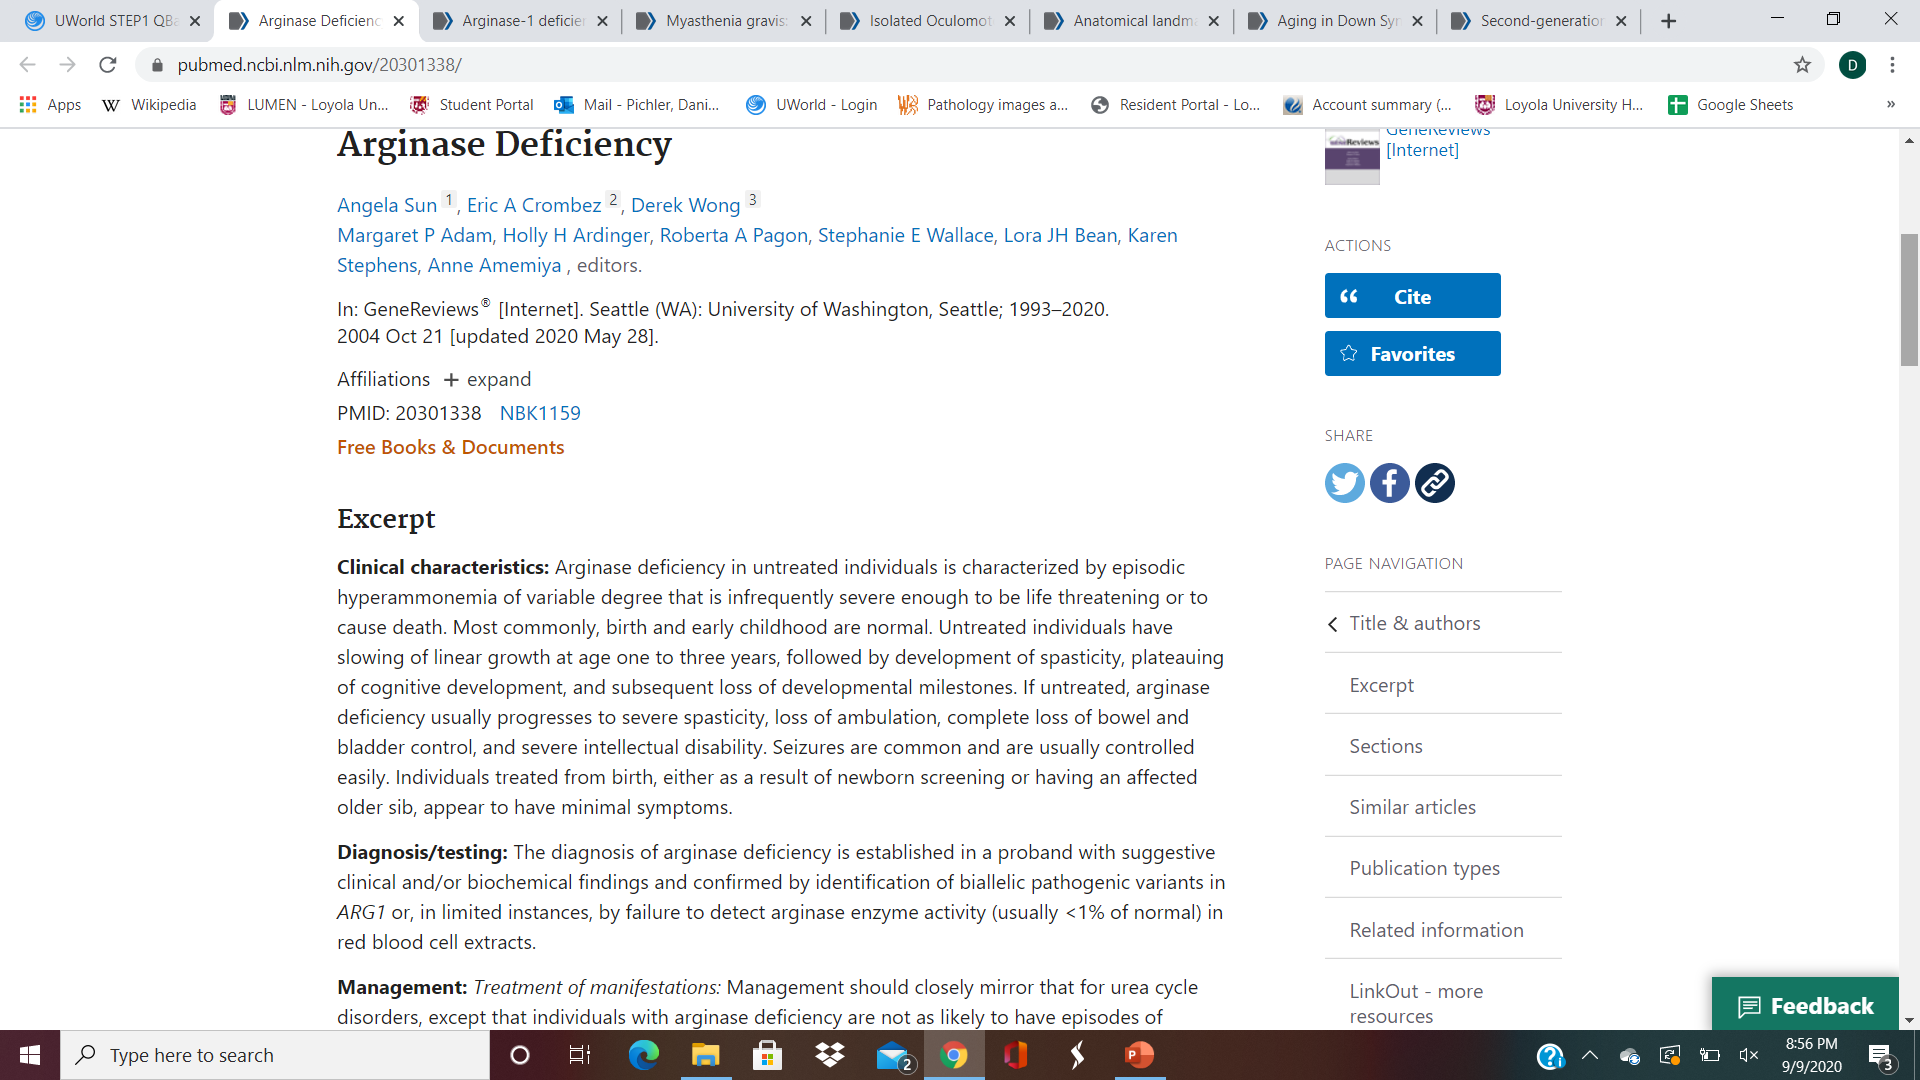 UWorld STEP1 QBa
Arginase Deficienc
Arginase-1 deficien
Myasthenia gravis:
Isolated Oculomot
Anatomical landma
Aging in Down Syn
Second-generation
pubmed.ncbi.nlm.nih.gov/20301338/
D
Apps
Wikipedia
LUMEN - Loyola Un...
Student Portal
Mail - Pichler, Dani...
UWorld - Login
Pathology images a...
Resident Portal - Lo...
Account summary (...
Loyola University H...
Google Sheets
»
Arginase Deficiency
Angela Sun 1, Eric A Crombez 2, Derek Wong 3
Margaret P Adam, Holly H Ardinger, Roberta A Pagon, Stephanie E Wallace, Lora JH Bean, Karen
Stephens, Anne Amemiya , editors.
In: GeneReviews® [Internet]. Seattle (WA): University of Washington, Seattle; 1993–2020.
2004 Oct 21 [updated 2020 May 28].
Affiliations + expand
PMID: 20301338 NBK1159
Free Books & Documents
Excerpt
Clinical characteristics: Arginase deficiency in untreated individuals is characterized by episodic
hyperammonemia of variable degree that is infrequently severe enough to be life threatening or to
cause death. Most commonly, birth and early childhood are normal. Untreated individuals have
slowing of linear growth at age one to three years, followed by development of spasticity, plateauing
of cognitive development, and subsequent loss of developmental milestones. If untreated, arginase
deficiency usually progresses to severe spasticity, loss of ambulation, complete loss of bowel and
bladder control, and severe intellectual disability. Seizures are common and are usually controlled
easily. Individuals treated from birth, either as a result of newborn screening or having an affected
older sib, appear to have minimal symptoms.
Diagnosis/testing: The diagnosis of arginase deficiency is established in a proband with suggestive
clinical and/or biochemical findings and confirmed by identification of biallelic pathogenic variants in
ARG1 or, in limited instances, by failure to detect arginase enzyme activity (usually <1% of normal) in
red blood cell extracts.
Management: Treatment of manifestations: Management should closely mirror that for urea cycle
disorders, except that individuals with arginase deficiency are not as likely to have episodes of
GeneReviews
GeneReviews
[Internet]
ACTIONS
Cite
Favorites
SHARE
PAGE NAVIGATION
Title & authors
Excerpt
Sections
Similar articles
Publication types
Related information
LinkOut - more
resources
Feedback
Type here to search
2
P
8:56 PM
9/9/2020
3